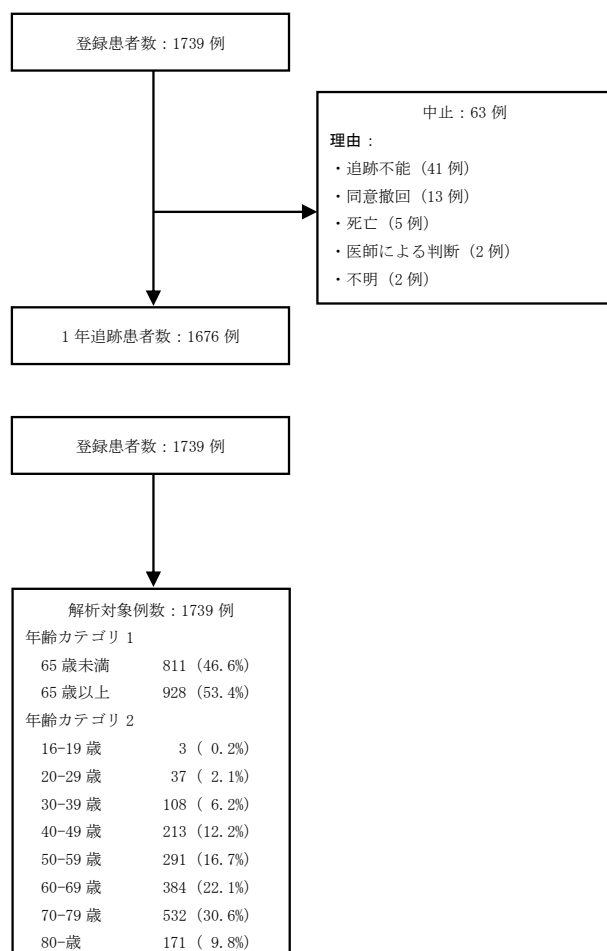 登録患者数：1739 例
中止：63 例
理由：
・追跡不能（41 例）
・同意撤回（13 例）
・死亡（5 例）
・医師による判断（2 例）
・不明（2 例）
1 年追跡患者数：1676 例
登録患者数：1739 例
解析対象例数：1739 例
年齢カテゴリ 1
65 歳未満 811 (46.6%)
65 歳以上 928 (53.4%)
年齢カテゴリ 2
16-19 歳 3 ( 0.2%)
20-29 歳 37 ( 2.1%)
30-39 歳 108 ( 6.2%)
40-49 歳 213 (12.2%)
50-59 歳 291 (16.7%)
60-69 歳 384 (22.1%)
70-79 歳 532 (30.6%)
80-歳 171 ( 9.8%)